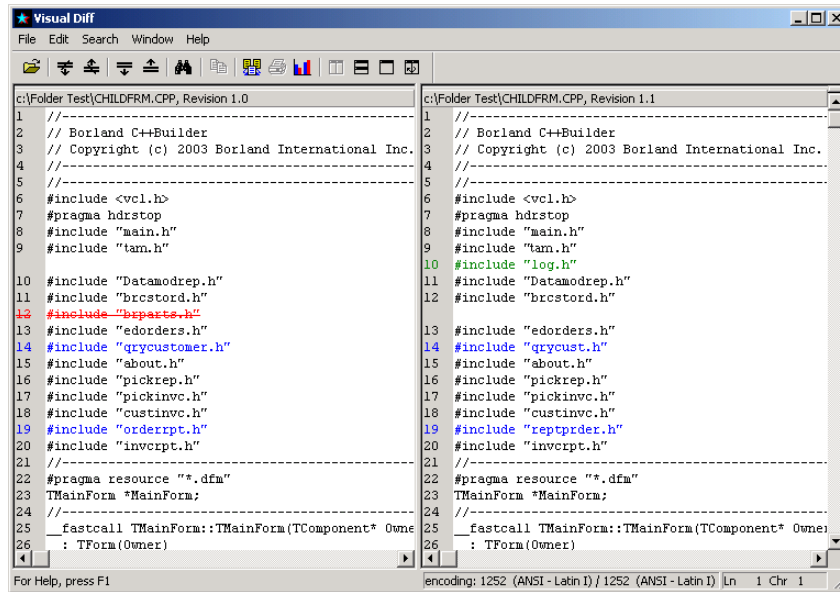 Visual Diff
File Edit Search Window Help
c:\Folder Test\CHILDFRM.CPP, Revision 1.0
1 //----------------------------------------
2 // Borland C++Builder
3 // Copyright (c) 2003 Borland International Inc.
4 //----------------------------------------
5 //----------------------------------------
6 #include <vcl.h>
7 #pragma hdrstop
8 #include "main.h"
9 #include "tam.h"
10 #include "Datamodrep.h"
11 #include "brcstord.h"
12 #include "brparts.h"
13 #include "edorders.h"
14 #include "qrycustomer.h"
15 #include "about.h"
16 #include "pickrep.h"
17 #include "pickinvc.h"
18 #include "custinvc.h"
19 #include "orderrpt.h"
20 #include "invcrpt.h"
21 //----------------------------------------
22 #pragma resource "*.dfm"
23 TMainForm *MainForm;
24 //----------------------------------------
25 __fastcall TMainForm::TMainForm(TComponent* Owne
26 : TForm(Owner)
c:\Folder Test\CHILDFRM.CPP, Revision 1.1
1 //----------------------------------------
2 // Borland C++Builder
3 // Copyright (c) 2003 Borland International Inc.
4 //----------------------------------------
5 //----------------------------------------
6 #include <vcl.h>
7 #pragma hdrstop
8 #include "main.h"
9 #include "tam.h"
10 #include "log.h"
11 #include "Datamodrep.h"
12 #include "brcstord.h"
13 #include "edorders.h"
14 #include "qrycust.h"
15 #include "about.h"
16 #include "pickrep.h"
17 #include "pickinvc.h"
18 #include "custinvc.h"
19 #include "reptprder.h"
20 #include "invcrpt.h"
21 //----------------------------------------
22 #pragma resource "*.dfm"
23 TMainForm *MainForm;
24 //----------------------------------------
25 __fastcall TMainForm::TMainForm(TComponent* Owner
26 : TForm(Owner)
For Help, press F1
encoding: 1252 (ANSI - Latin I) / 1252 (ANSI - Latin I) Ln 1 Chr 1